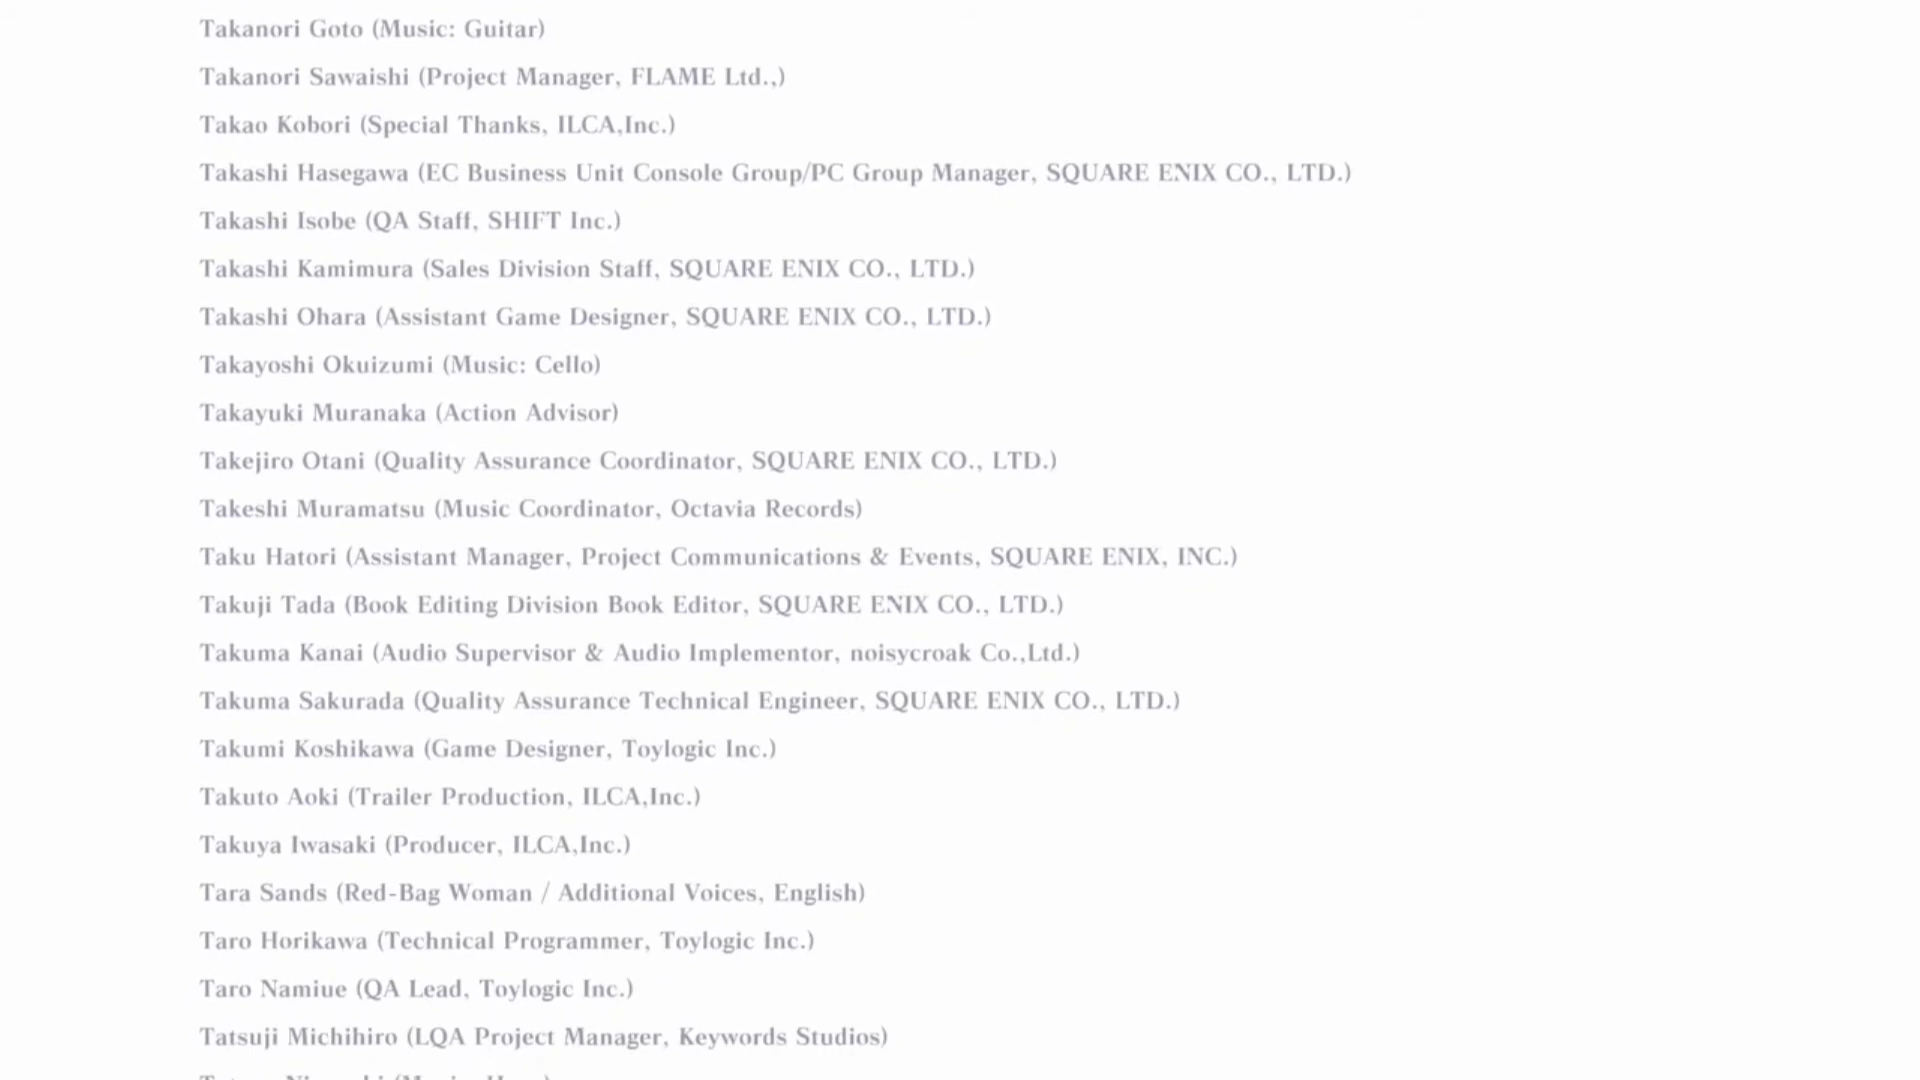 Takanori Goto (Music: Guitar)
Takanori Sawaishi (Project Manager, FLAME Ltd.,)
Takao Kobori (Special Thanks, ILCA,Inc.)
Takashi Hasegawa (EC Business Unit Console Group/PC Group Manager, SQUARE ENIX CO., LTD.)
Takashi Isobe (QA Staff, SHIFT Inc.)
Takashi Kamimura (Sales Division Staff, SQUARE ENIX CO., LTD.)
Takashi Ohara (Assistant Game Designer, SQUARE ENIX CO., LTD.)
Takayoshi Okuizumi (Music: Cello)
Takayuki Muranaka (Action Advisor)
Takejiro Otani (Quality Assurance Coordinator, SQUARE ENIX CO., LTD.)
Takeshi Muramatsu (Music Coordinator, Octavia Records)
Taku Hatori (Assistant Manager, Project Communications & Events, SQUARE ENIX, INC.)
Takuji Tada (Book Editing Division Book Editor, SQUARE ENIX CO., LTD.)
Takuma Kanai (Audio Supervisor & Audio Implementor, noisycroak Co.,Ltd.)
Takuma Sakurada (Quality Assurance Technical Engineer, SQUARE ENIX CO., LTD.)
Takumi Koshikawa (Game Designer, Toylogic Inc.)
Takuto Aoki (Trailer Production, ILCA,Inc.)
Takuya Iwasaki (Producer, ILCA,Inc.)
Tara Sands (Red-Bag Woman / Additional Voices, English)
Taro Horikawa (Technical Programmer, Toylogic Inc.)
Taro Namiue (QA Lead, Toylogic Inc.)
Tatsuji Michihiro (LQA Project Manager, Keywords Studios)